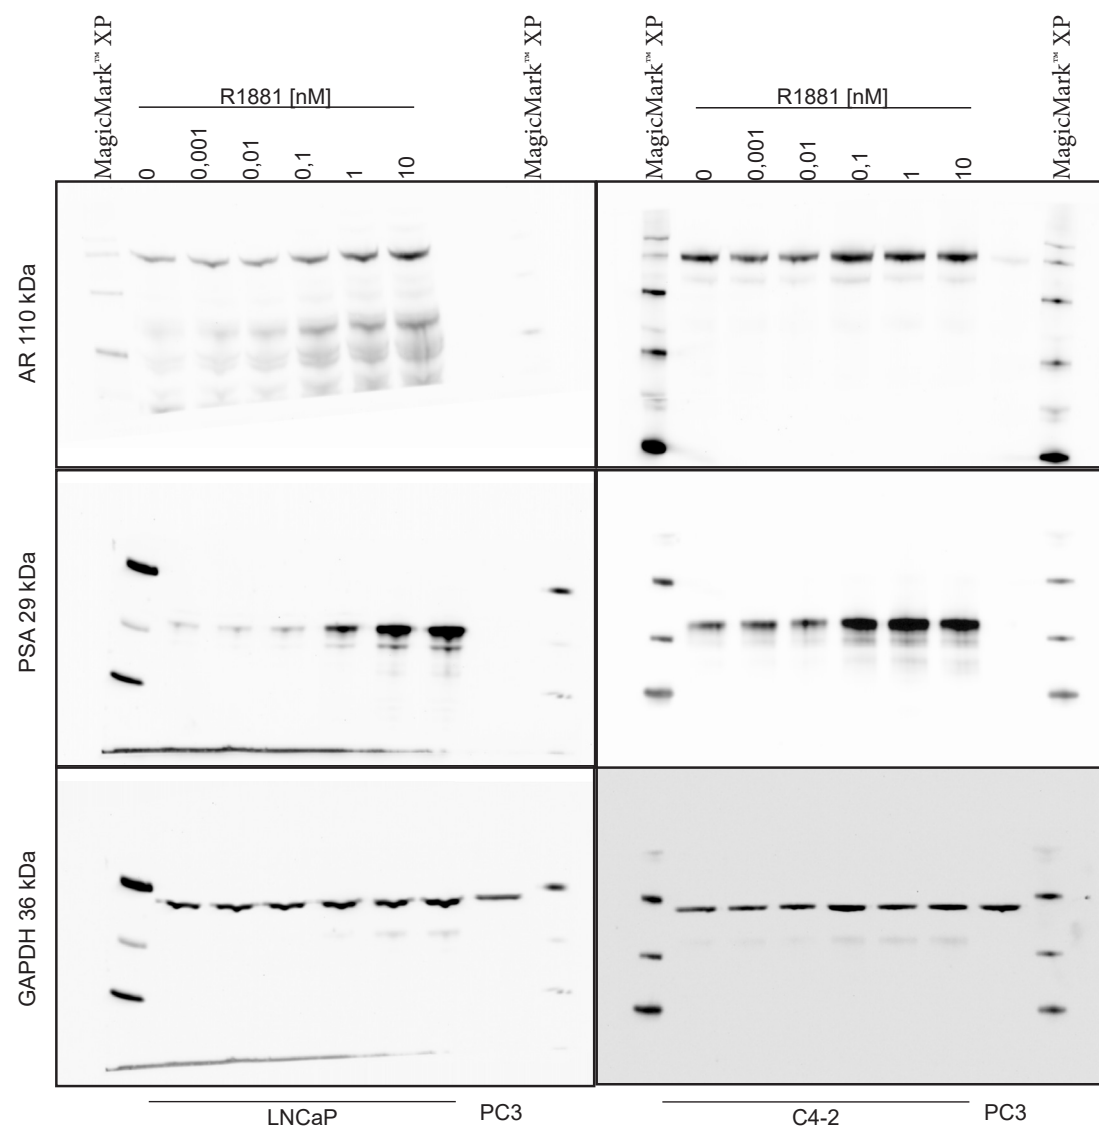 MagicMark™ XP
R1881 [nM]
0
0,001
0,01
0,1
1
10
MagicMark™ XP
MagicMark™ XP
R1881 [nM]
0
0,001
0,01
0,1
1
10
MagicMark™ XP
AR 110 kDa
PSA 29 kDa
GAPDH 36 kDa
LNCaP
PC3
C4-2
PC3